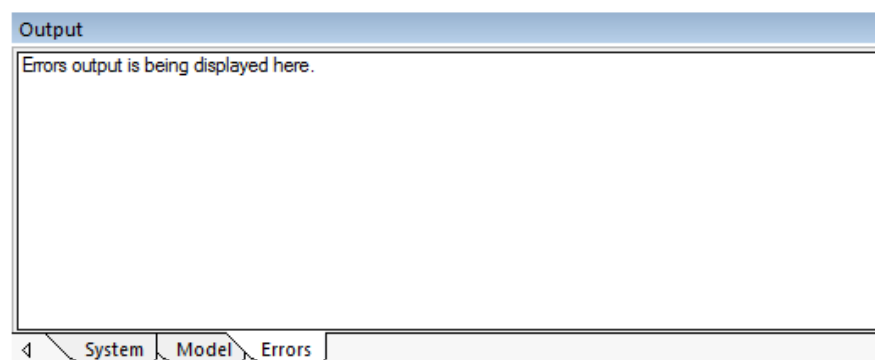 Output
Errors output is being displayed here.
System Model Errors